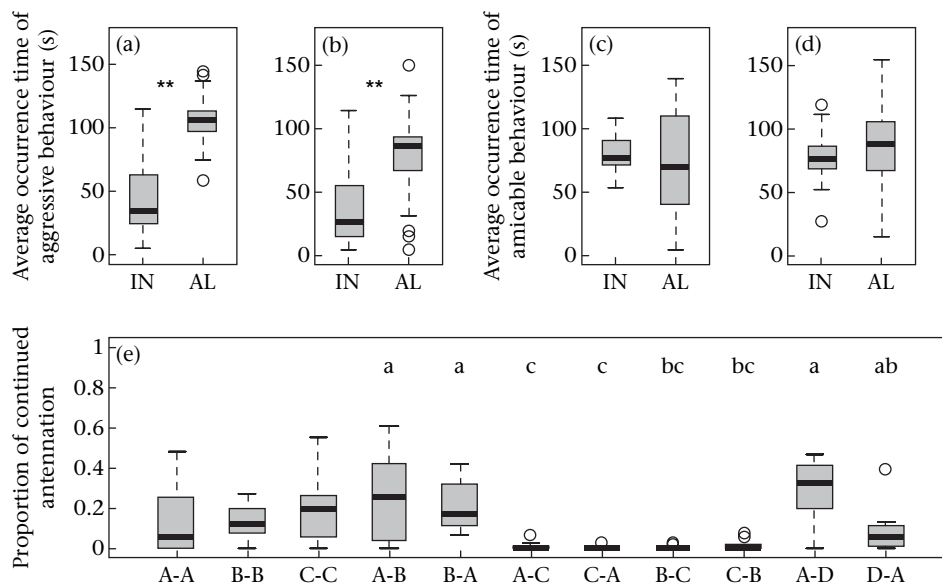 Average occurrence time of
aggressive behaviour (s)
(a)
150
100
50
0
**
IN AL
(b)
150
100
50
0
**
IN AL
Average occurrence time of
amicable behaviour (s)
(c)
150
100
50
0
IN AL
(d)
150
100
50
0
IN AL
Proportion of continued
antennation
(e)
1
0.8
0.6
0.4
0.2
0
a a c c bc bc a ab
A-A B-B C-C A-B B-A A-C C-A B-C C-B A-D D-A